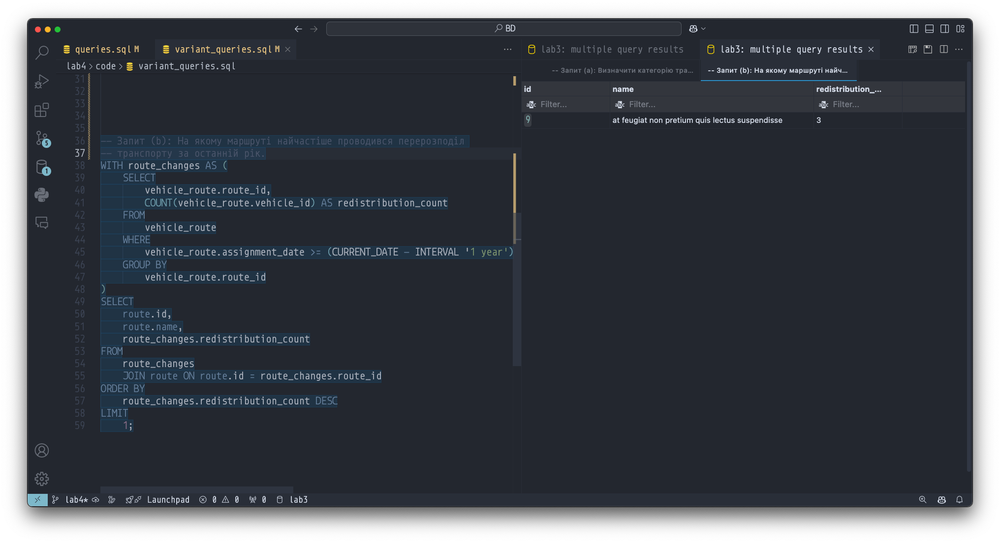 BD
queries.sql M
variant_queries.sql M
lab3: multiple query results
lab3: multiple query results
lab4 > code > variant_queries.sql
-- Запит (a): Визначити категорію тра...
-- Запит (b): На якому маршруті найч...
31
32
33
34
35
36 -- Запит (b): На якому маршруті найчастіше проводився перерозподіл
37 -- транспорту за останній рік.
38 WITH route_changes AS (
39 SELECT
40 vehicle_route.route_id,
41 COUNT(vehicle_route.vehicle_id) AS redistribution_count
42 FROM
43 vehicle_route
44 WHERE
45 vehicle_route.assignment_date >= (CURRENT_DATE - INTERVAL '1 year')
46 GROUP BY
47 vehicle_route.route_id
48 )
49 SELECT
50 route.id,
51 route.name,
52 route_changes.redistribution_count
53 FROM
54 route_changes
55 JOIN route ON route.id = route_changes.route_id
56 ORDER BY
57 route_changes.redistribution_count DESC
58 LIMIT
59 1;
id name redistribution_...
abc Filter... abc Filter... abc Filter...
9 at feugiat non pretium quis lectus suspendisse 3
5
1
lab4* Launchpad 0 0 0 lab3